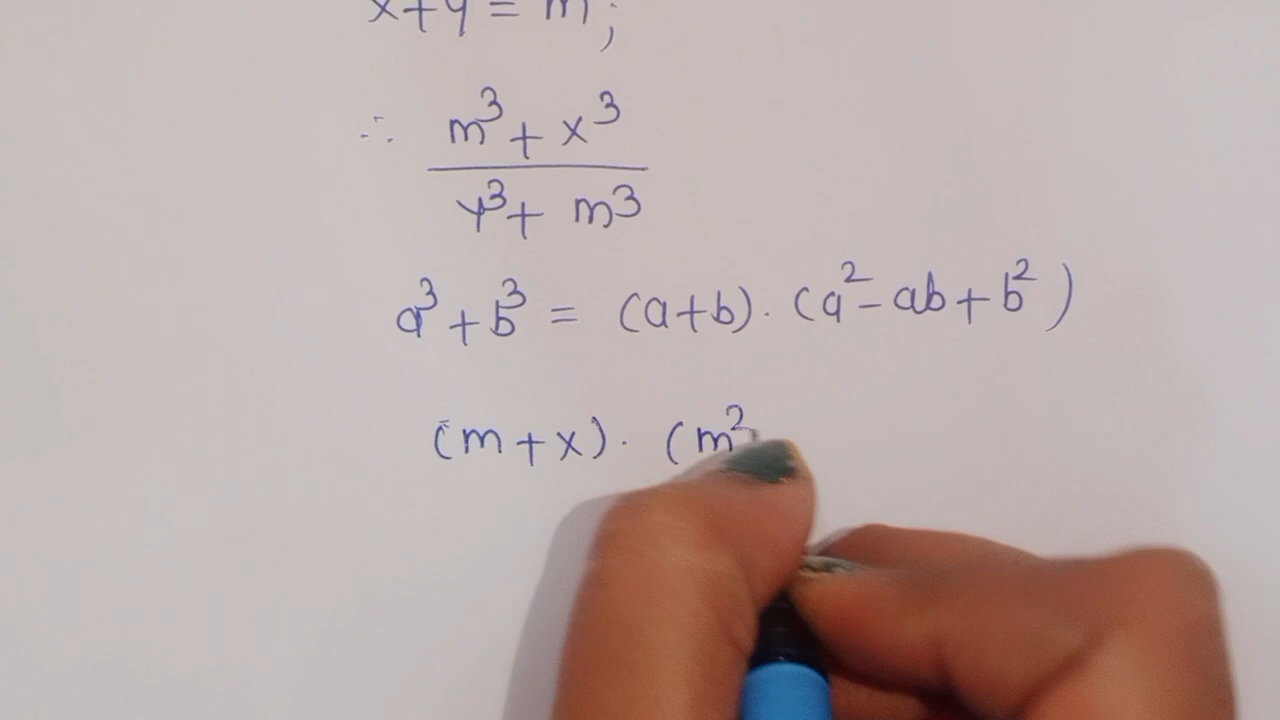 x+y = m ;
∴ m³ + x³
y³ + m³
a³ + b³ = (a+b). (a² - ab + b²)
(m + x). (m²